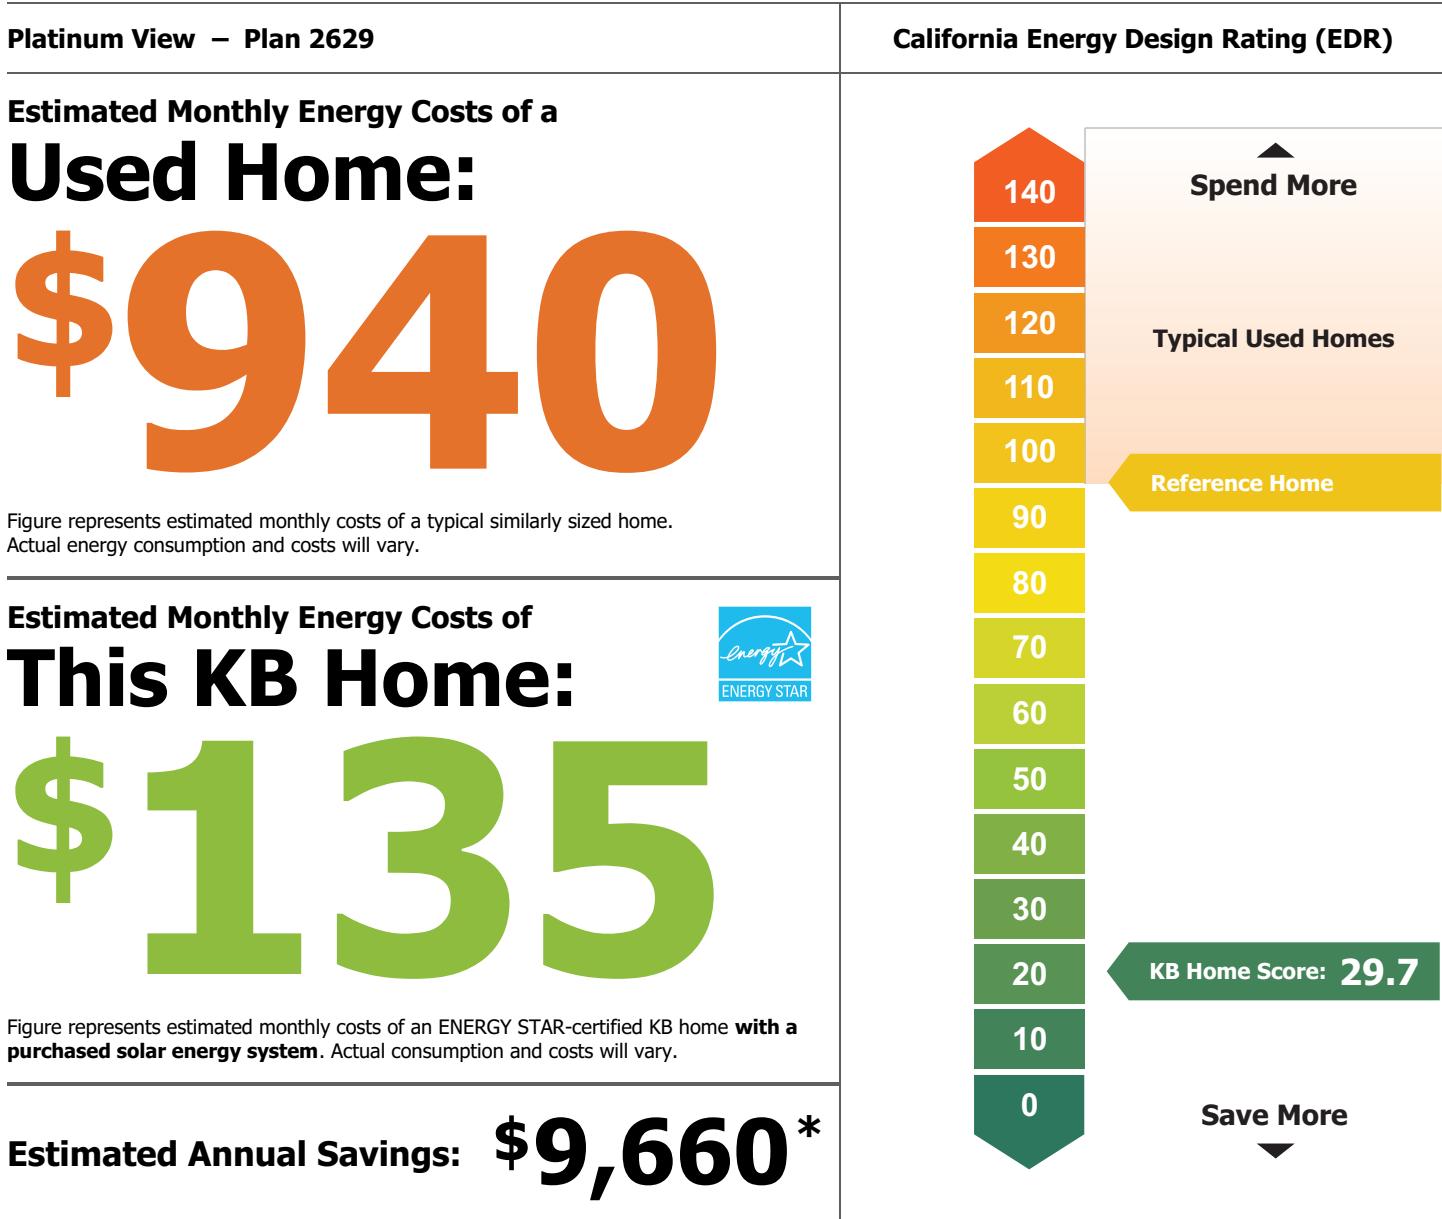 Platinum View – Plan 2629
Estimated Monthly Energy Costs of a
Used Home:
$940
Figure represents estimated monthly costs of a typical similarly sized home.
Actual energy consumption and costs will vary.
Estimated Monthly Energy Costs of
This KB Home:
energy
ENERGY STAR
$135
Figure represents estimated monthly costs of an ENERGY STAR-certified KB home with a
purchased solar energy system. Actual consumption and costs will vary.
Estimated Annual Savings: $9,660*
California Energy Design Rating (EDR)
Spend More
140
130
120
Typical Used Homes
110
100
Reference Home
90
80
70
60
50
40
30
20
KB Home Score: 29.7
10
0
Save More